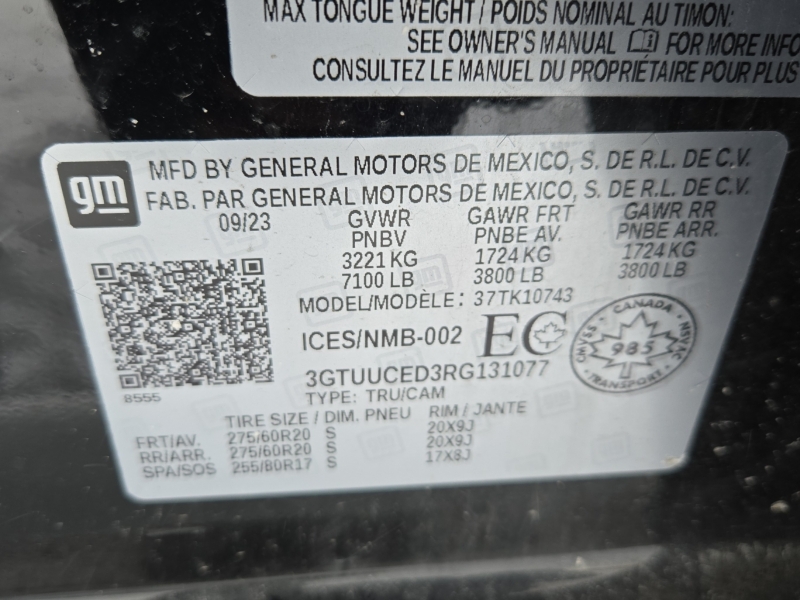 MAX TONGUE WEIGHT / POIDS NOMINAL AU TIMON:
SEE OWNER'S MANUAL FOR MORE INFO
CONSULTEZ LE MANUEL DU PROPRIÉTAIRE POUR PLUS
gm
MFD BY GENERAL MOTORS DE MEXICO, S. DE R.L. DE C.V.
FAB. PAR GENERAL MOTORS DE MEXICO, S. DE R.L. DE C.V.
09/23 GVWR GAWR FRT GAWR RR
PNBV PNBE AV. PNBE ARR.
3221 KG 1724 KG 1724 KG
7100 LB 3800 LB 3800 LB
MODEL/MODÈLE: 37TK10743
ICES/NMB-002 EC
CANADA
CMVSS 985 NSVAC
TRANSPORT
3GTUUCED3RG131077
8555 TYPE: TRU/CAM
TIRE SIZE / DIM. PNEU RIM / JANTE
FRT/AV. 275/60R20 S 20X9J
RR/ARR. 275/60R20 S 20X9J
SPA/SOS 255/80R17 S 17X8J